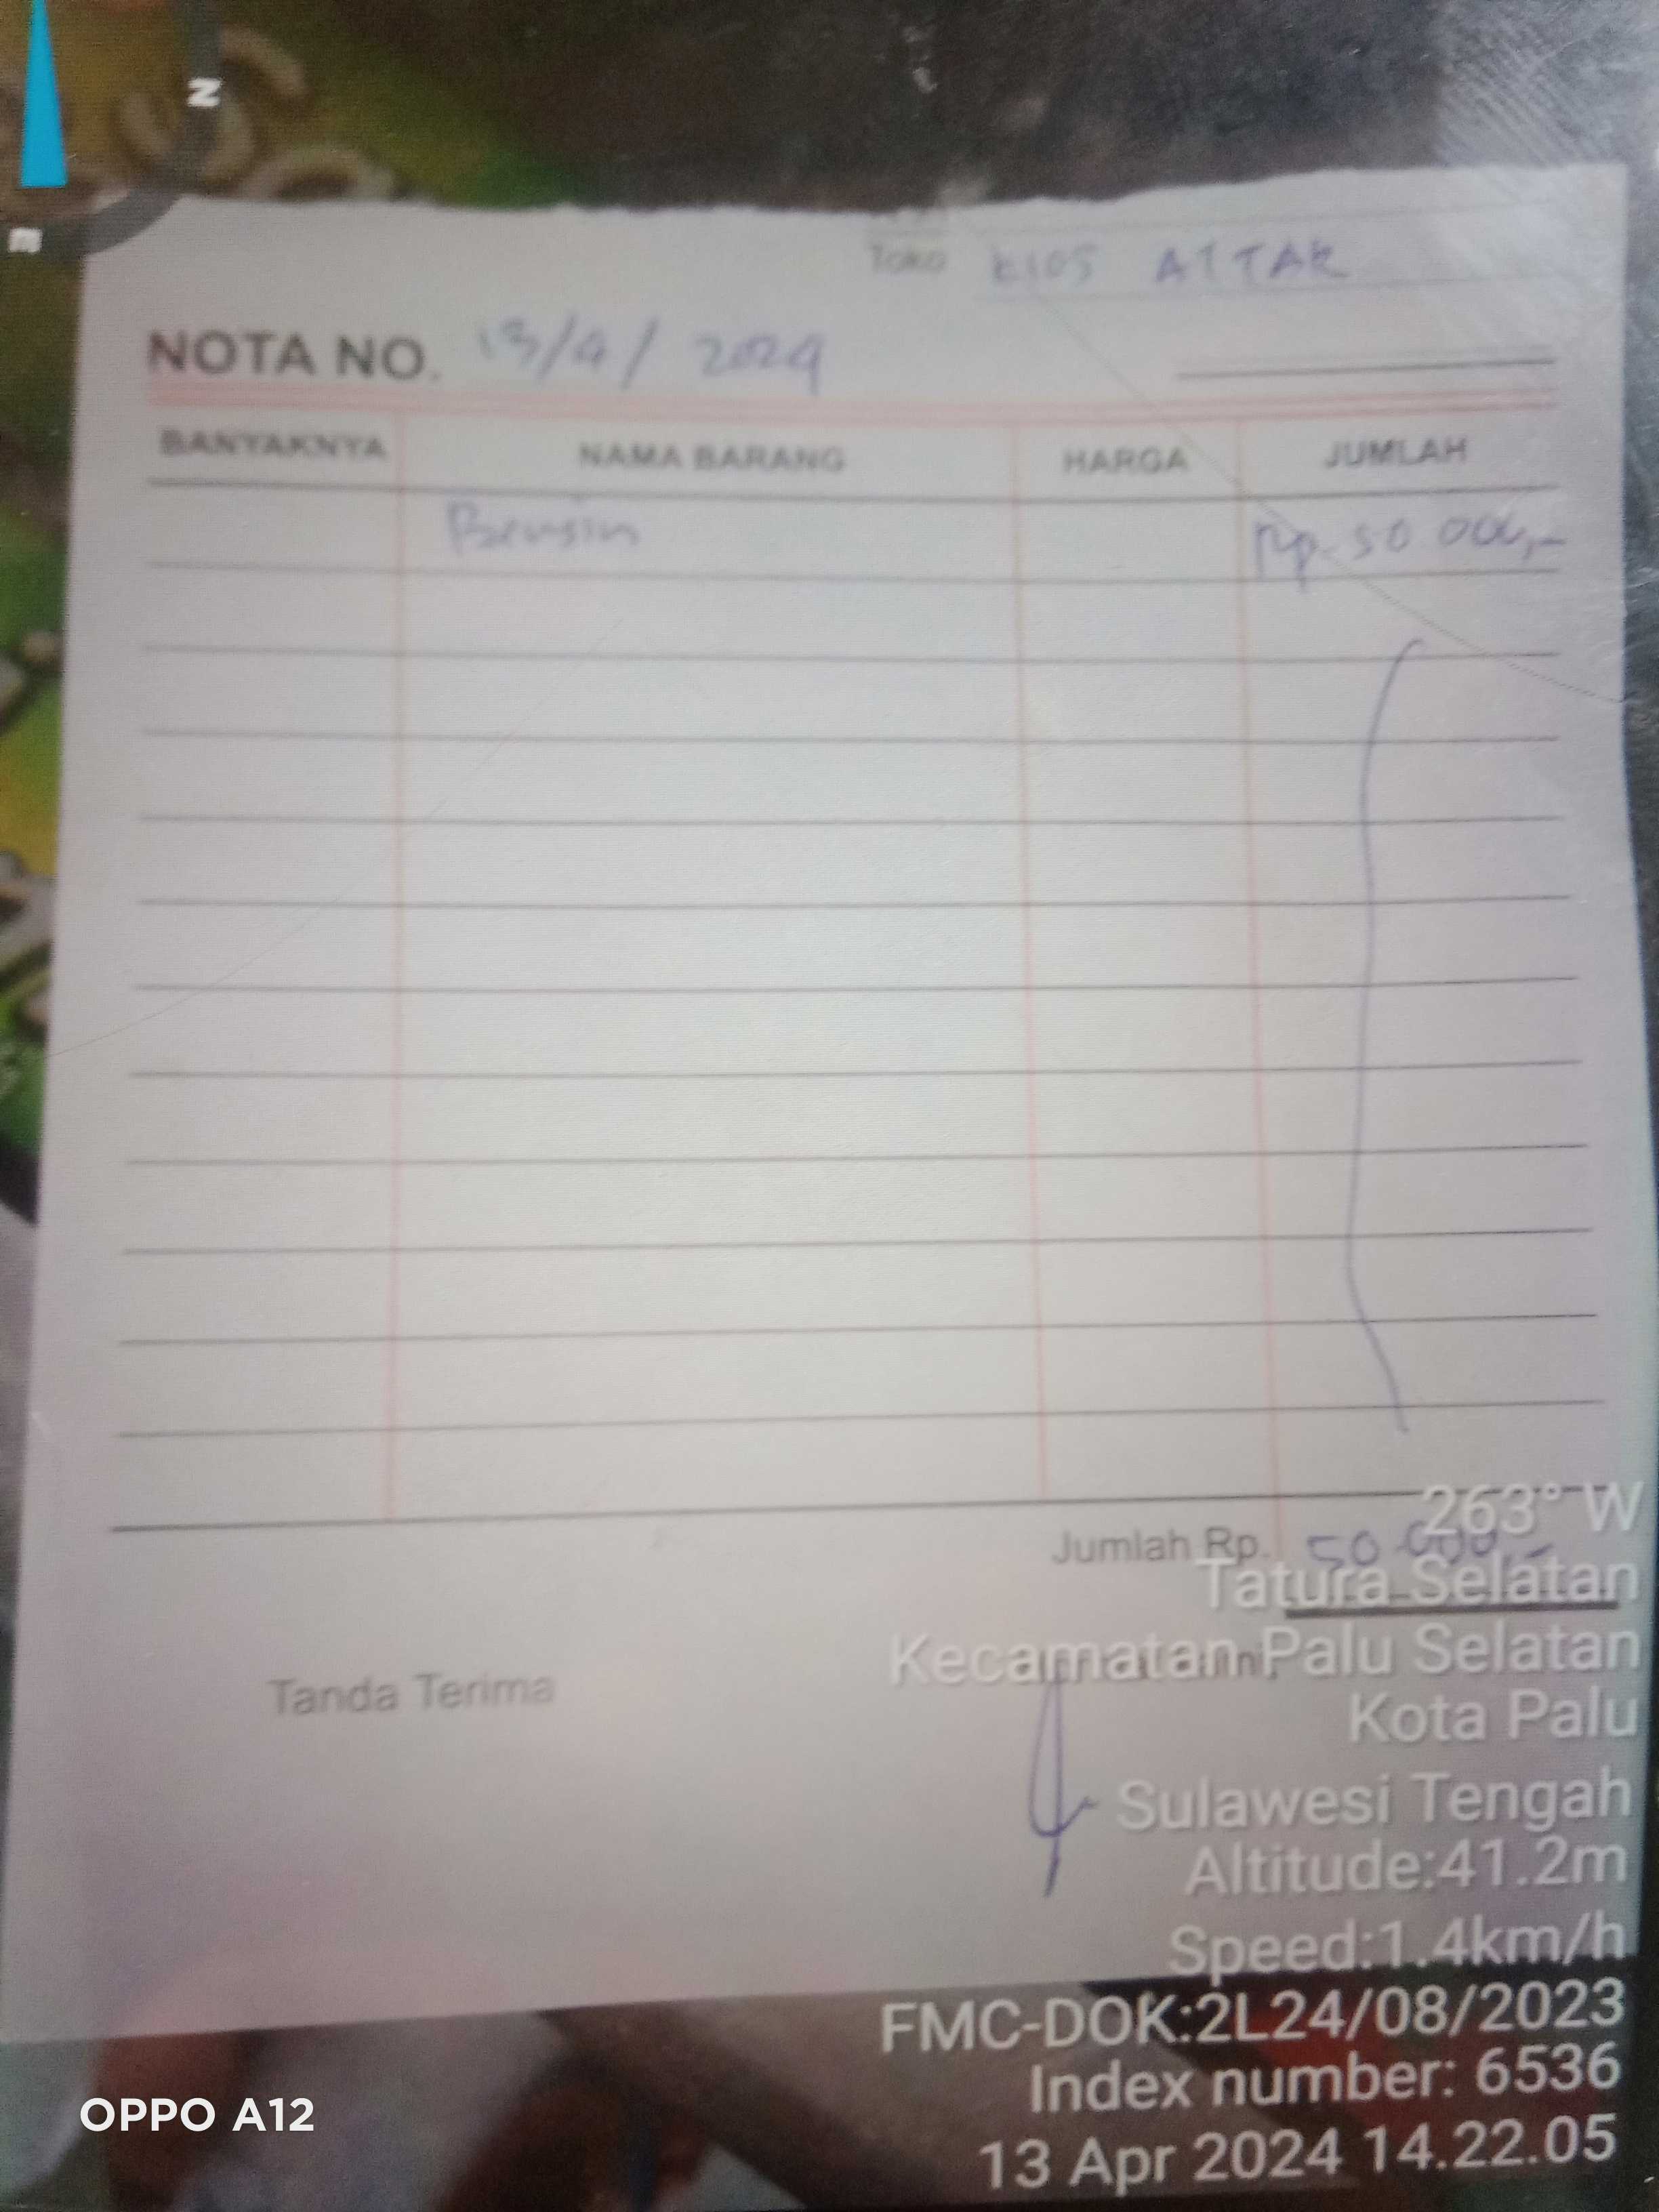 N
E
Toko KIOS ATTAR
NOTA NO. 13/4/2024
BANYAKNYA NAMA BARANG HARGA JUMLAH
Bensin Rp. 50.000,-
263° W
Jumlah Rp. 50.000,-
Tatura Selatan
Kecamatan Palu Selatan
Tanda Terima
Kota Palu
Sulawesi Tengah
Altitude:41.2m
Speed:1.4km/h
FMC-DOK:2L24/08/2023
Index number: 6536
OPPO A12
13 Apr 2024 14.22.05